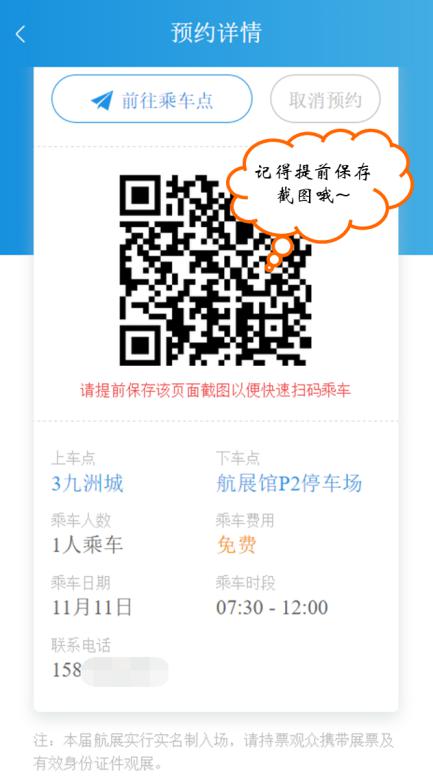 预约详情
前往乘车点
取消预约
记得提前保存
截图哦~
请提前保存该页面截图以便快速扫码乘车
上车点
下车点
3九洲城
航展馆P2停车场
乘车人数
乘车费用
1人乘车
免费
乘车日期
乘车时段
11月11日
07:30 - 12:00
联系电话
158
注：本届航展实行实名制入场，请持票观众携带展票及
有效身份证件观展。